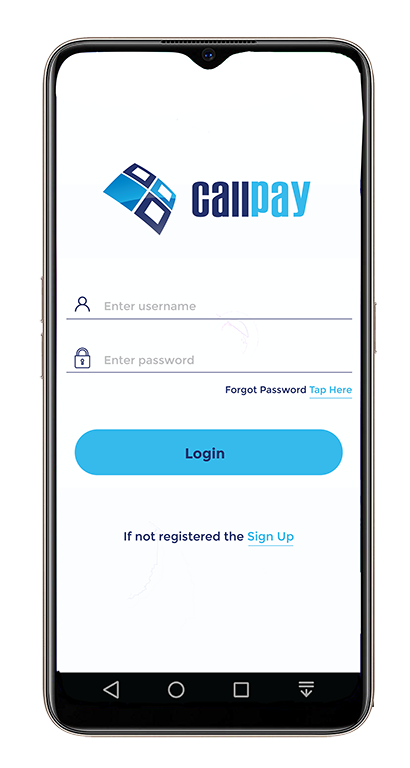 callpay
Enter username
Enter password
Forgot Password Tap Here
Login
If not registered the Sign Up